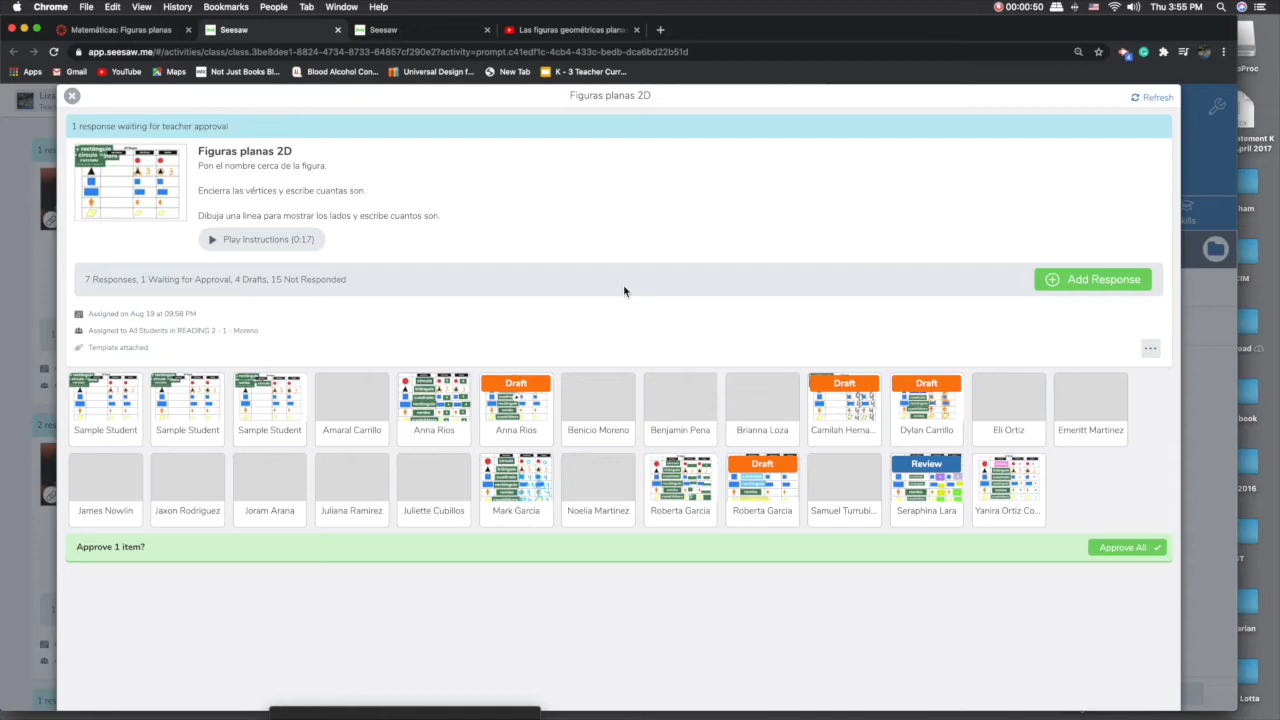 Chrome File Edit View History Bookmarks People Tab Window Help 00:00:50 Thu 3:55 PM
Matemáticas: Figuras planas Seesaw Seesaw Las figuras geométricas planas
app.seesaw.me/#/activities/class/class.3be8dee1-8824-4734-8733-64857cf290e2?activity=prompt.c41edf1c-4cb4-433c-bedb-dca6bd22b51d
Apps Gmail YouTube Maps Not Just Books Bl... Blood Alcohol Con... Universal Design f... New Tab K - 3 Teacher Curr...
Figuras planas 2D
Refresh
1 response waiting for teacher approval
Figuras planas 2D
Pon el nombre cerca de la figura.
Encierra las vértices y escribe cuantas son.
Dibuja una linea para mostrar los lados y escribe cuantos son.
Play Instructions (0:17)
7 Responses, 1 Waiting for Approval, 4 Drafts, 15 Not Responded
Add Response
Assigned on Aug 19 at 09:58 PM
Assigned to All Students in READING 2 - 1 - Moreno
Template attached
Draft Draft Draft
Sample Student Sample Student Sample Student Amaral Carrillo Anna Rios Anna Rios Benicio Moreno Benjamin Pena Brianna Loza Camilah Herna... Dylan Carrillo Eli Ortiz Emeritt Martinez
Draft Review
James Nowlin Jaxon Rodriguez Joram Arana Juliana Ramirez Juliette Cubillos Mark Garcia Noelia Martinez Roberta Garcia Roberta Garcia Samuel Turrubi... Seraphina Lara Yanira Ortiz Co...
Approve 1 item?
Approve All